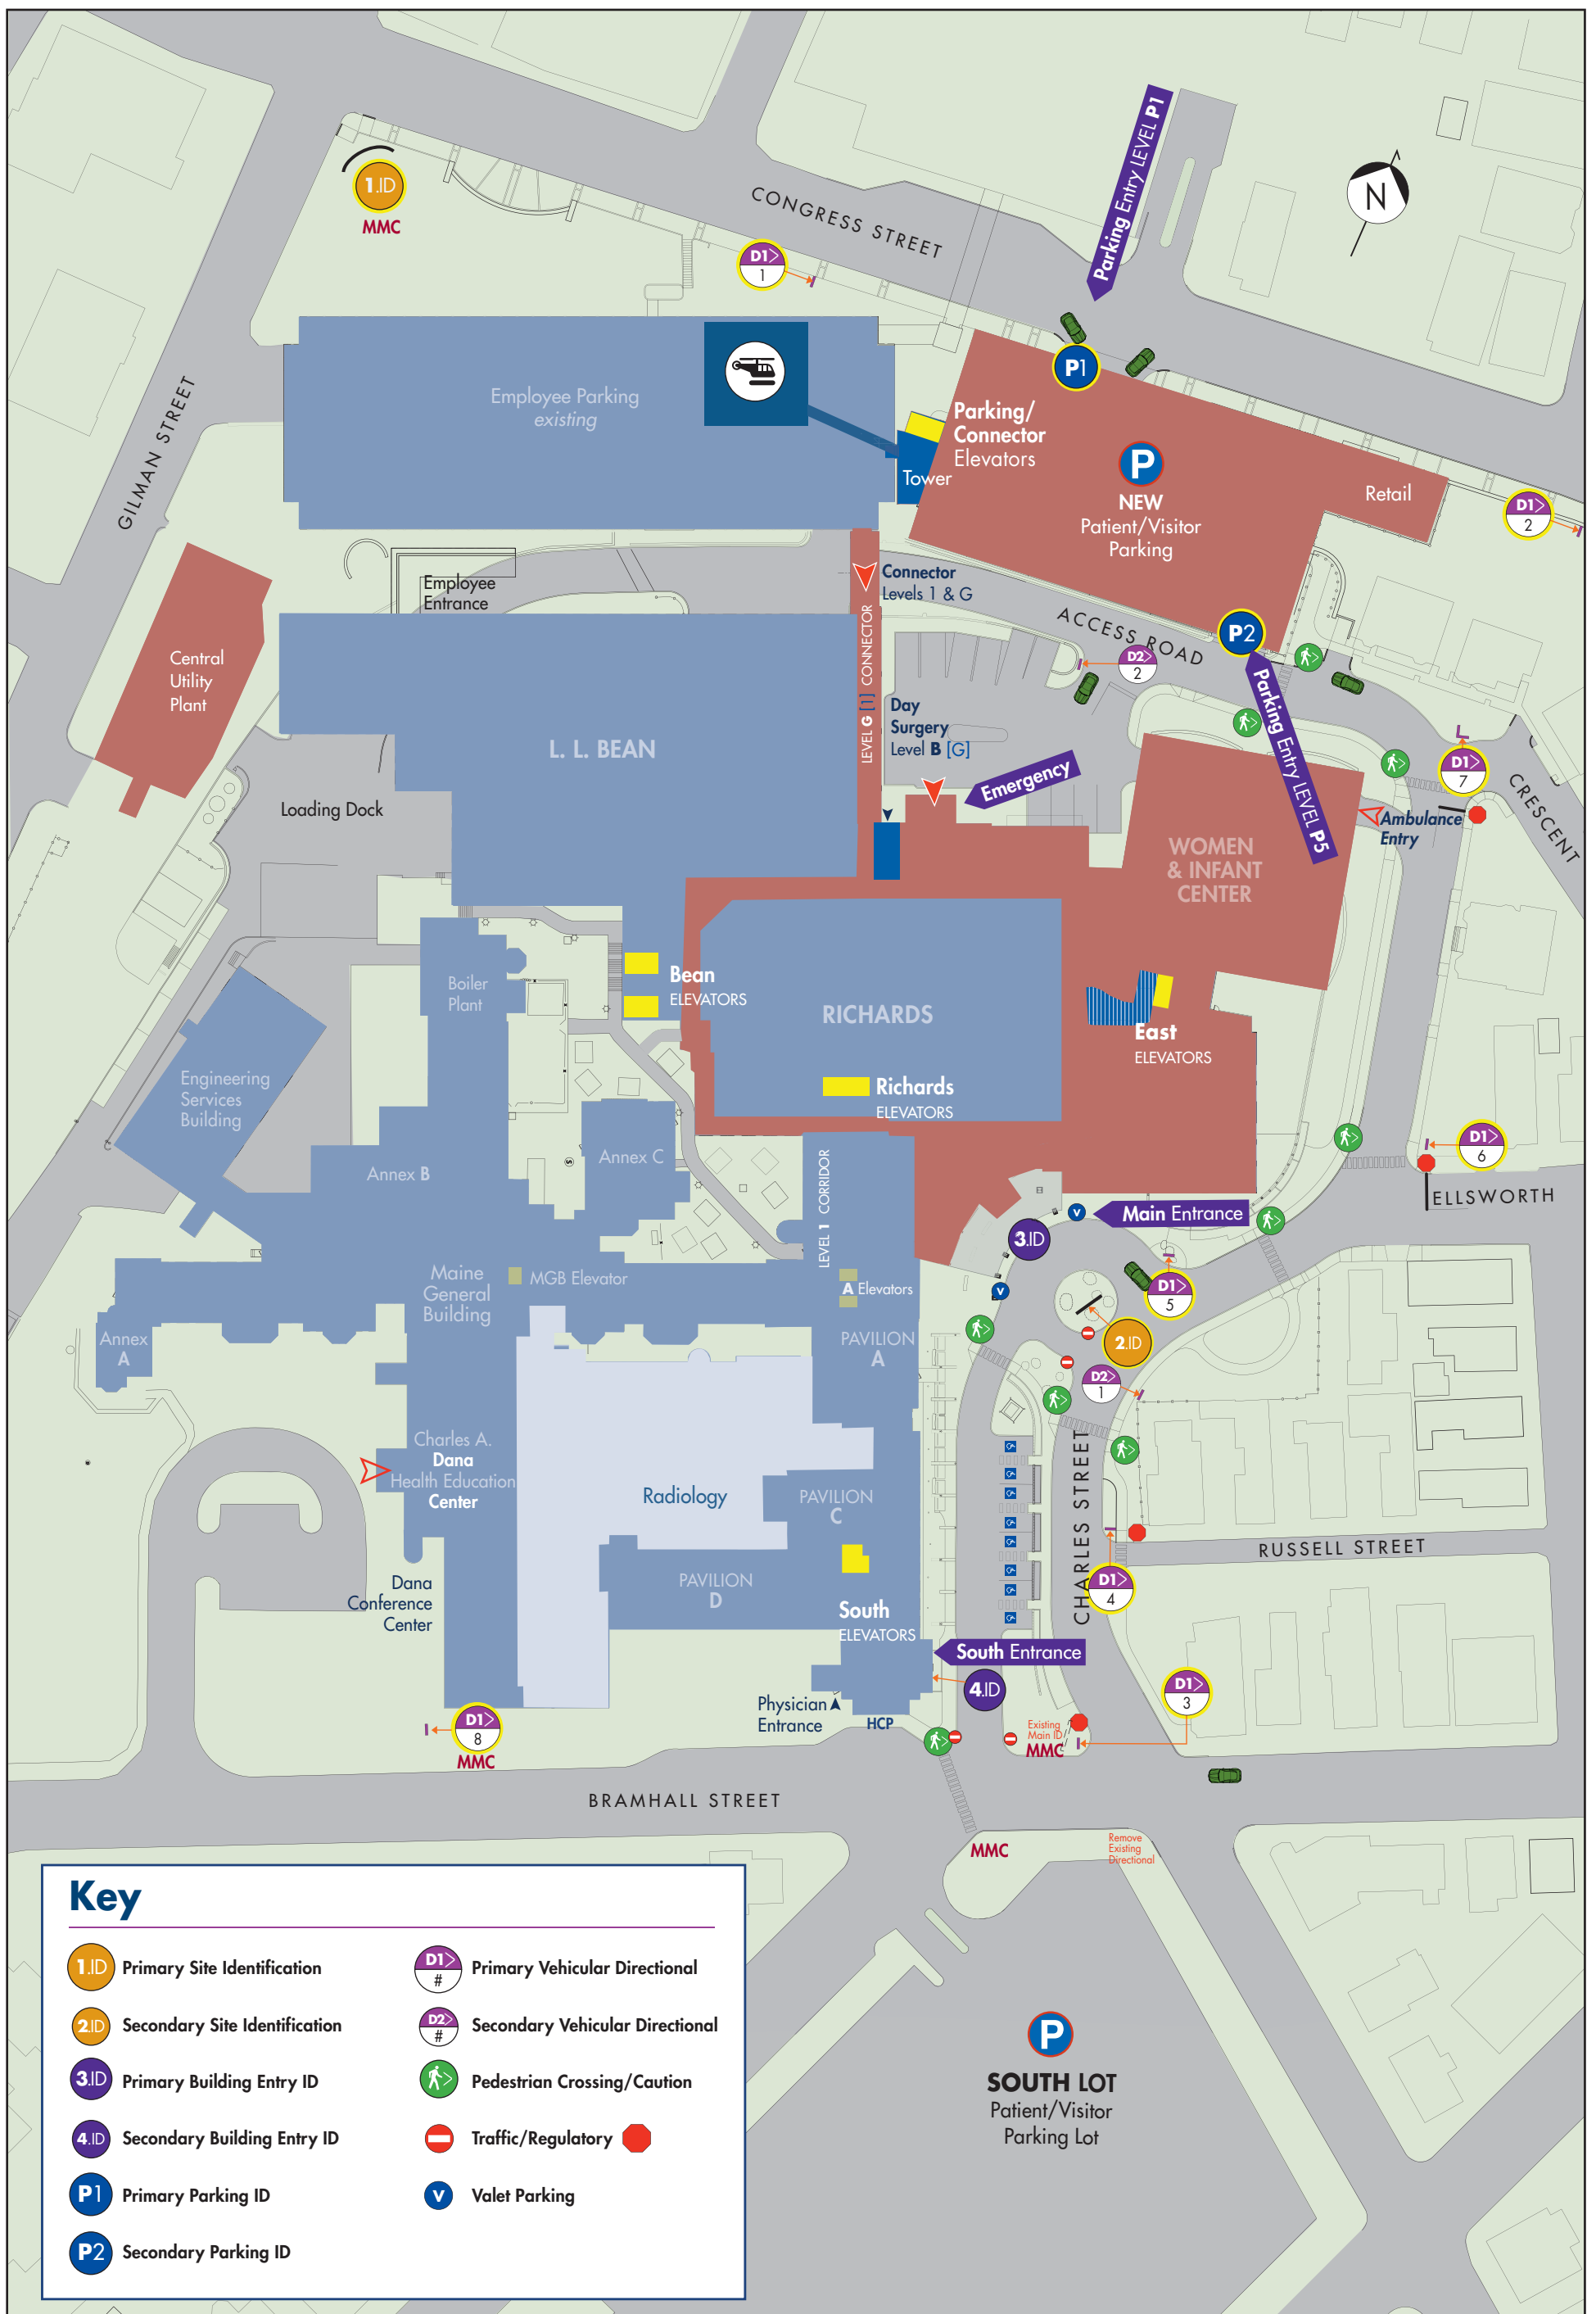 Parking Entry LEVEL P1
N
1.ID
MMC
CONGRESS STREET
D1>
1
P1
Employee Parking
existing
Parking/
Connector
Elevators
Tower
P
NEW
Patient/Visitor
Parking
Retail
D1>
2
GILMAN STREET
Employee
Entrance
Connector
Levels 1 & G
ACCESS ROAD
P2
D2>
2
Central
Utility
Plant
LEVEL G [1] CONNECTOR
Day
Surgery
Level B [G]
Parking Entry LEVEL P5
L. L. BEAN
Emergency
D1>
7
CRESCENT
Loading Dock
Ambulance
Entry
WOMEN
& INFANT
CENTER
Boiler
Plant
Bean
ELEVATORS
RICHARDS
East
ELEVATORS
Engineering
Services
Building
Richards
ELEVATORS
Annex B
Annex C
LEVEL 1 CORRIDOR
D1>
6
ELLSWORTH
V
Main Entrance
3.ID
Maine
General
Building
MGB Elevator
A Elevators
V
D1>
5
Annex
A
PAVILION
A
2.ID
D2>
1
Charles A.
Dana
Health Education
Center
Radiology
PAVILION
C
CHARLES STREET
RUSSELL STREET
Dana
Conference
Center
PAVILION
D
D1>
4
South
ELEVATORS
South Entrance
4.ID
D1>
3
Physician
Entrance
HCP
Existing
Main ID
MMC
D1>
8
MMC
BRAMHALL STREET
MMC
Remove
Existing
Directional
Key
1.ID Primary Site Identification
2.ID Secondary Site Identification
3.ID Primary Building Entry ID
4.ID Secondary Building Entry ID
P1 Primary Parking ID
P2 Secondary Parking ID
D1> # Primary Vehicular Directional
D2> # Secondary Vehicular Directional
Pedestrian Crossing/Caution
Traffic/Regulatory
V Valet Parking
P
SOUTH LOT
Patient/Visitor
Parking Lot